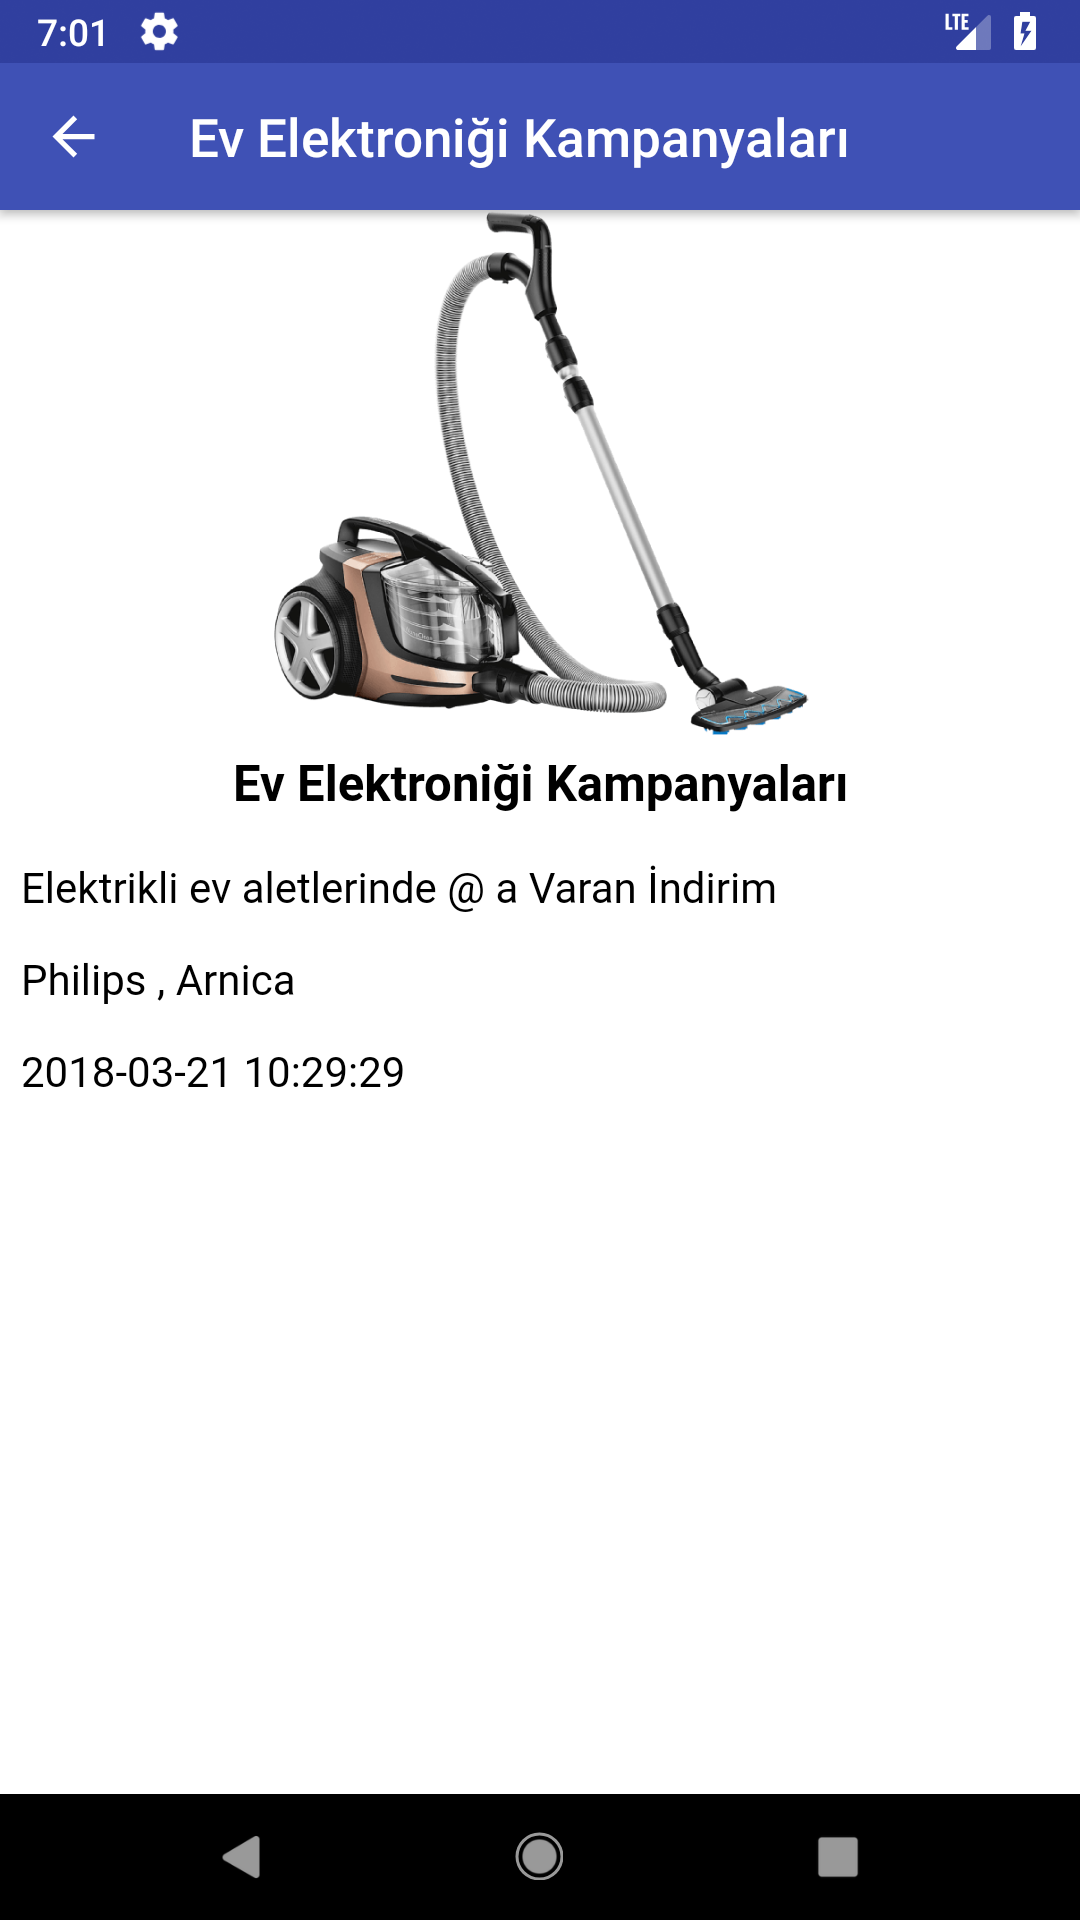 7:01
LTE
Ev Elektroniği Kampanyaları
Ev Elektroniği Kampanyaları
Elektrikli ev aletlerinde @ a Varan İndirim
Philips , Arnica
2018-03-21 10:29:29